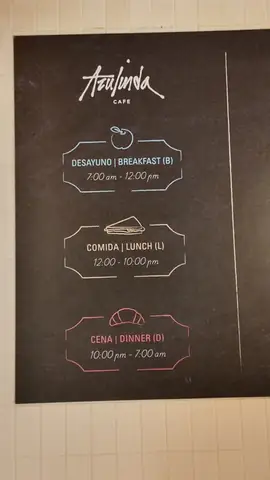 Azulinda
CAFE
DESAYUNO | BREAKFAST (B)
7:00 am - 12:00 pm
COMIDA | LUNCH (L)
12:00 - 10:00 pm
CENA | DINNER (D)
10:00 pm - 7:00 am